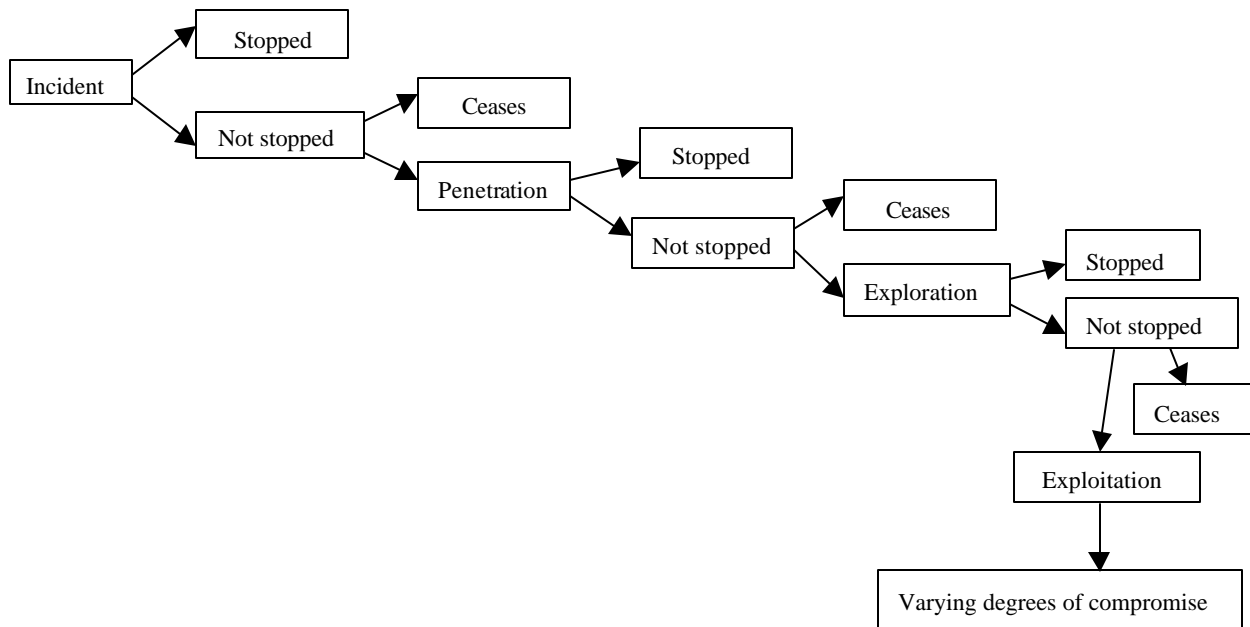 Stopped
Incident
Ceases
Not stopped
Stopped
Penetration
Ceases
Not stopped
Stopped
Exploration
Not stopped
Ceases
Exploitation
Varying degrees of compromise